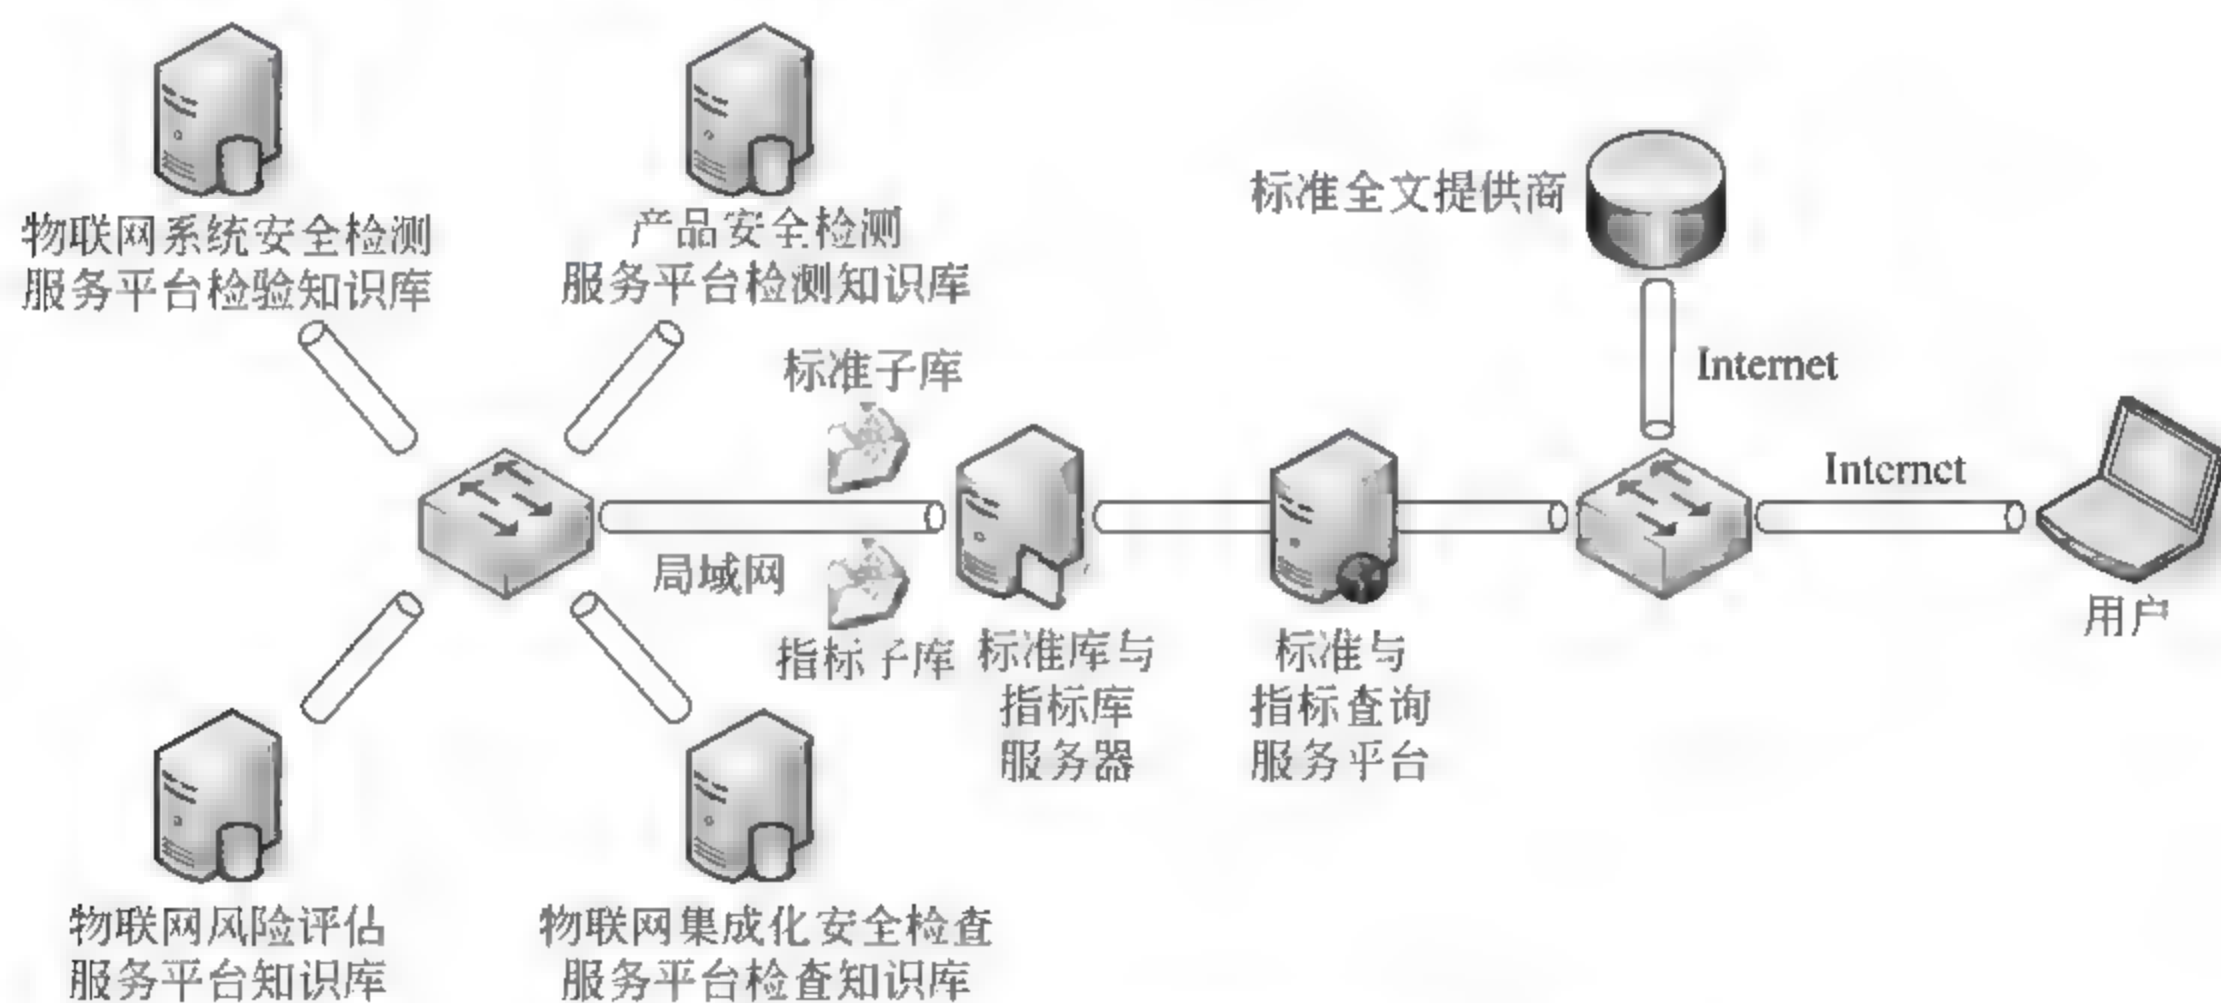 物联网系统安全检测
服务平台检验知识库
产品安全检测
服务平台检测知识库
标准全文提供商
标准子库
Internet
Internet
局域网
指标子库
标准库与
指标库
服务器
标准与
指标查询
服务平台
用户
物联网风险评估
服务平台知识库
物联网集成化安全检查
服务平台检查知识库